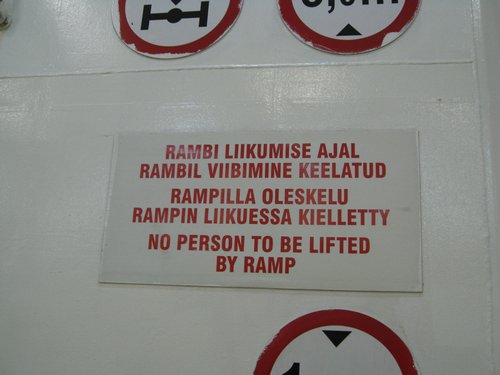 RAMBI LIIKUMISE AJAL
RAMBIL VIIBIMINE KEELATUD
RAMPILLA OLESKELU
RAMPIN LIIKUESSA KIELLETTY
NO PERSON TO BE LIFTED
BY RAMP